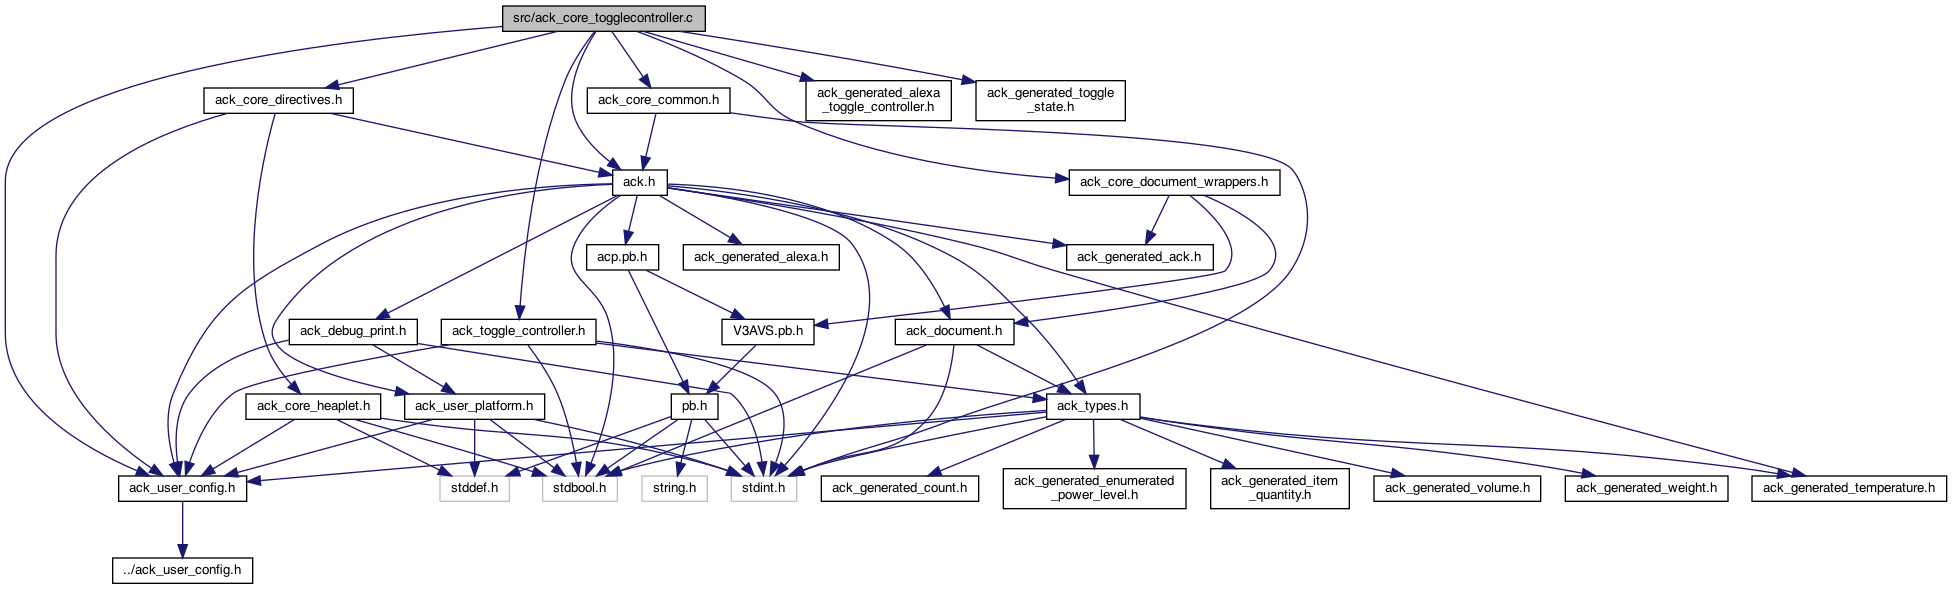 src/ack_core_togglecontroller.c
ack_core_directives.h
ack_core_common.h
ack_generated_alexa
_toggle_controller.h
ack_generated_toggle
_state.h
ack.h
ack_core_document_wrappers.h
acp.pb.h
ack_generated_alexa.h
ack_generated_ack.h
ack_debug_print.h
ack_toggle_controller.h
V3AVS.pb.h
ack_document.h
ack_core_heaplet.h
ack_user_platform.h
pb.h
ack_types.h
ack_user_config.h
stddef.h
stdbool.h
string.h
stdint.h
ack_generated_count.h
ack_generated_enumerated
_power_level.h
ack_generated_item
_quantity.h
ack_generated_volume.h
ack_generated_weight.h
ack_generated_temperature.h
../ack_user_config.h